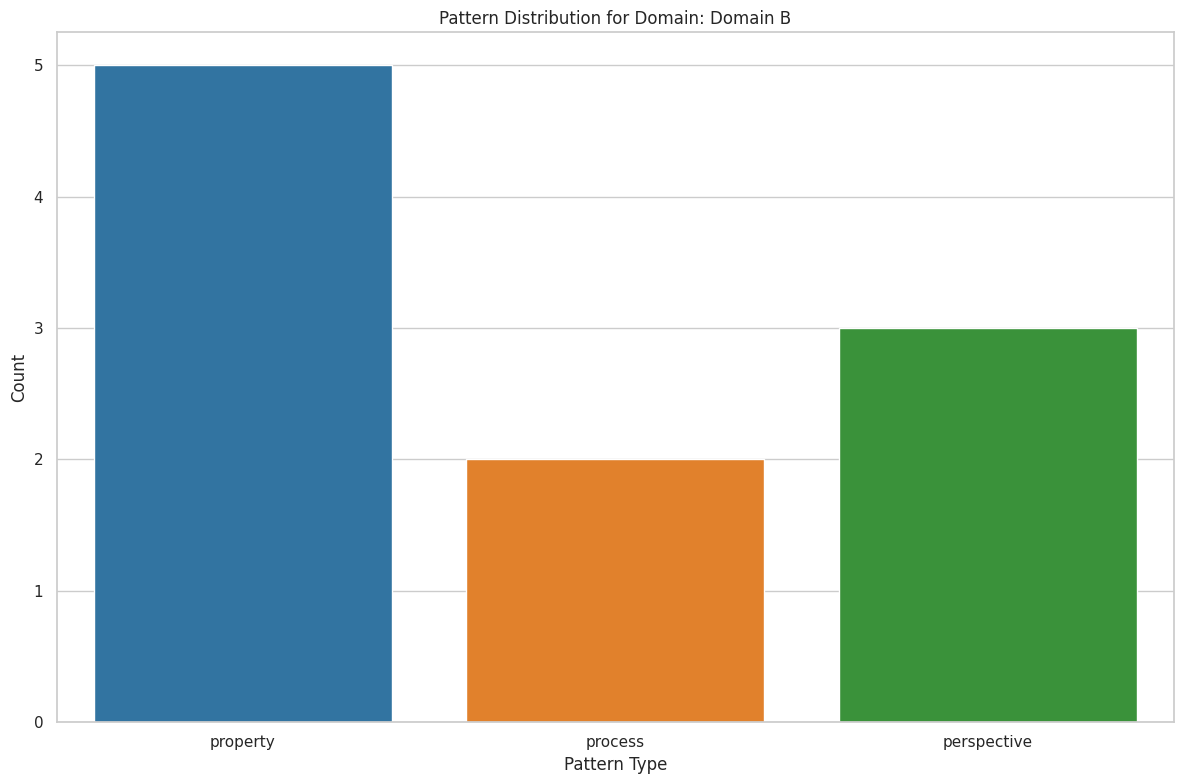 Pattern Distribution for Domain: Domain B
5
4
3
2
1
0
Count
property
process
perspective
Pattern Type